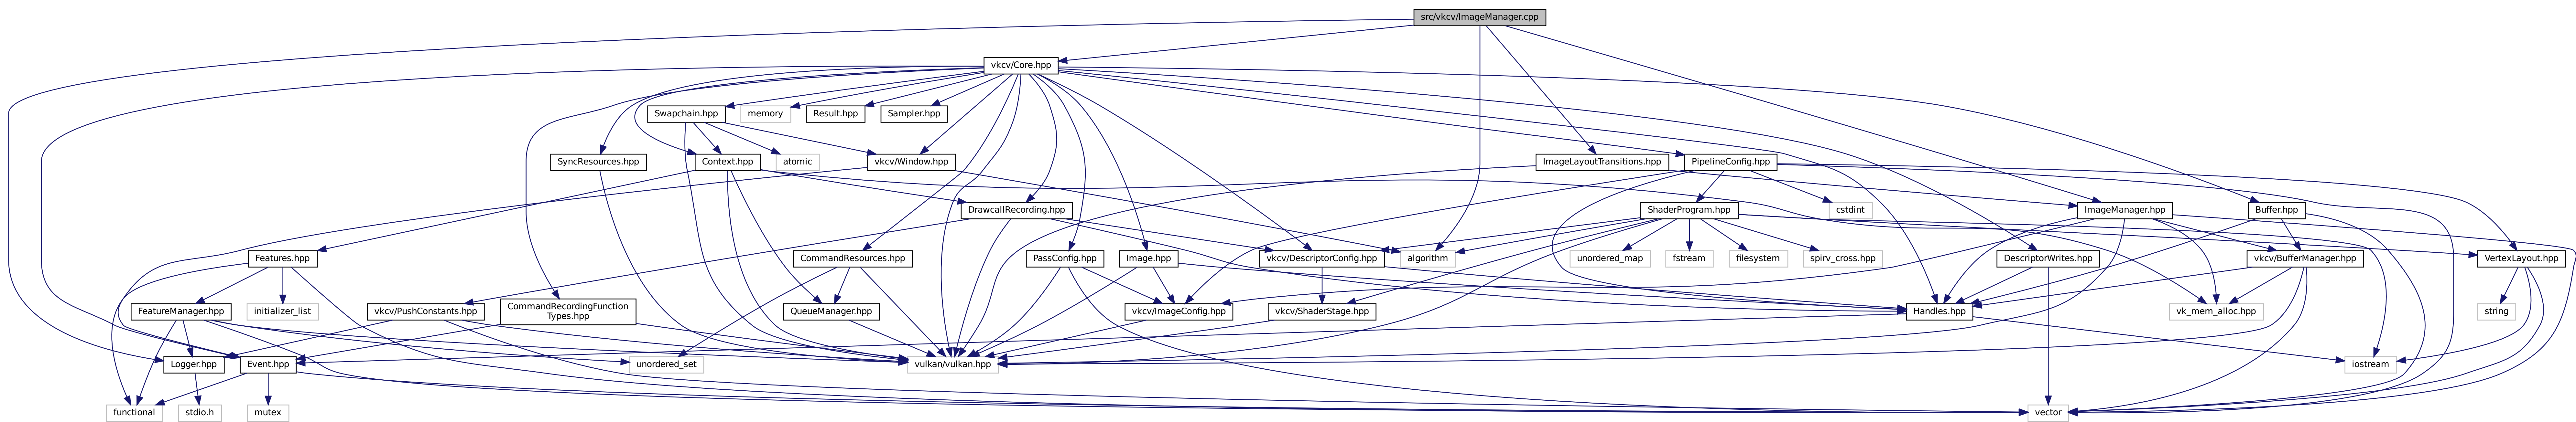 src/vkcv/ImageManager.cpp
vkcv/Core.hpp
Swapchain.hpp
memory
Result.hpp
Sampler.hpp
SyncResources.hpp
Context.hpp
atomic
vkcv/Window.hpp
ImageLayoutTransitions.hpp
PipelineConfig.hpp
DrawcallRecording.hpp
ShaderProgram.hpp
cstdint
ImageManager.hpp
Buffer.hpp
Features.hpp
CommandResources.hpp
PassConfig.hpp
Image.hpp
vkcv/DescriptorConfig.hpp
algorithm
unordered_map
fstream
filesystem
spirv_cross.hpp
DescriptorWrites.hpp
vkcv/BufferManager.hpp
VertexLayout.hpp
FeatureManager.hpp
initializer_list
vkcv/PushConstants.hpp
CommandRecordingFunction
Types.hpp
QueueManager.hpp
vkcv/ImageConfig.hpp
vkcv/ShaderStage.hpp
Handles.hpp
vk_mem_alloc.hpp
string
Logger.hpp
Event.hpp
unordered_set
vulkan/vulkan.hpp
iostream
functional
stdio.h
mutex
vector